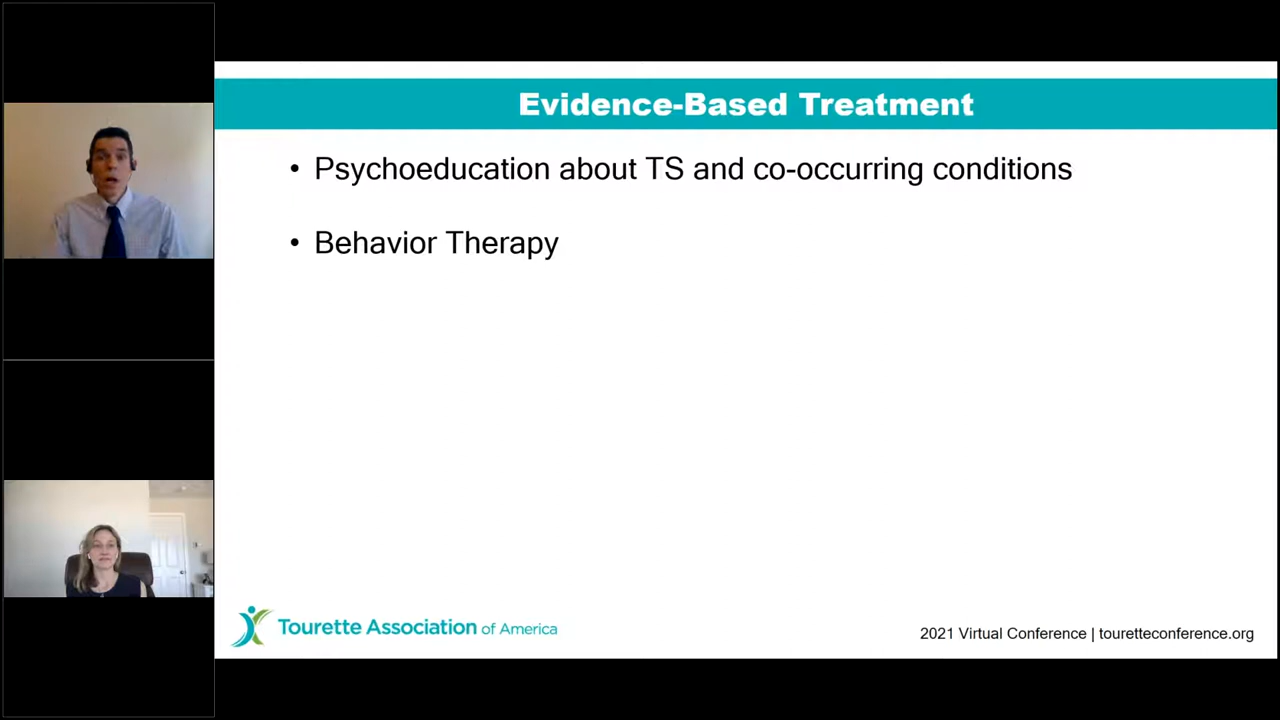 Evidence-Based Treatment
• Psychoeducation about TS and co-occurring conditions
• Behavior Therapy
Tourette Association of America
2021 Virtual Conference | touretteconference.org